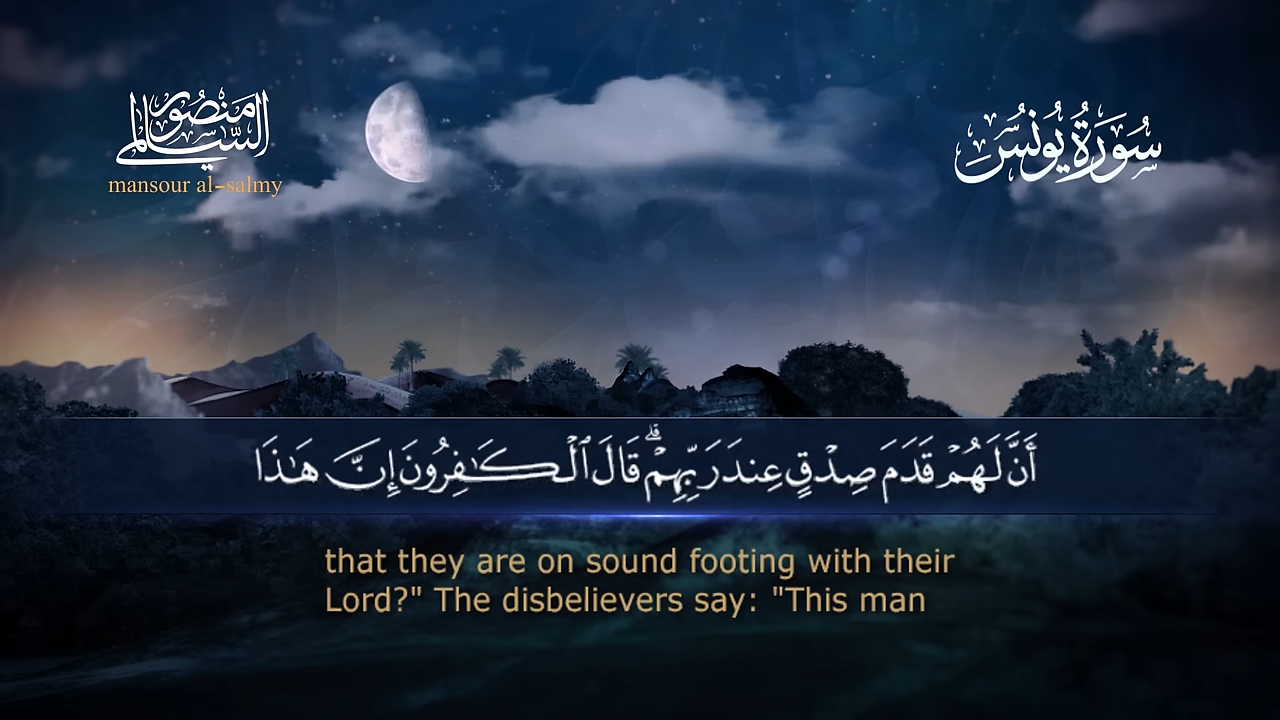 منصور السالمي
mansour al-salmy
سُورَةُ يُونُسَ
أَنَّ لَهُمْ قَدَمَ صِدْقٍ عِندَ رَبِّهِمْ ۗ قَالَ ٱلْكَـٰفِرُونَ إِنَّ هَـٰذَا
that they are on sound footing with their
Lord?" The disbelievers say: "This man